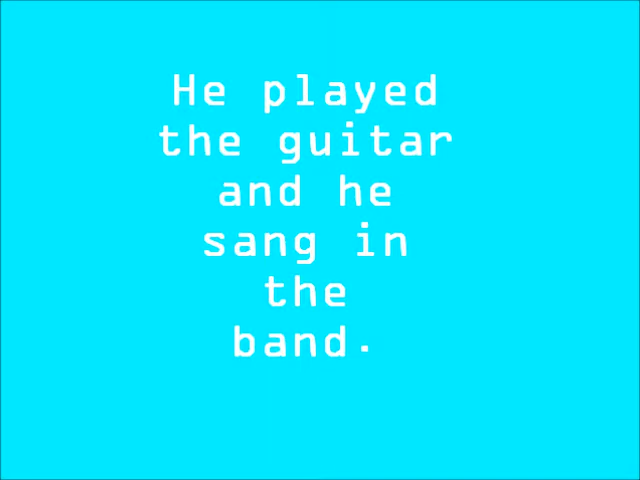 He played
the guitar
and he
sang in
the
band.